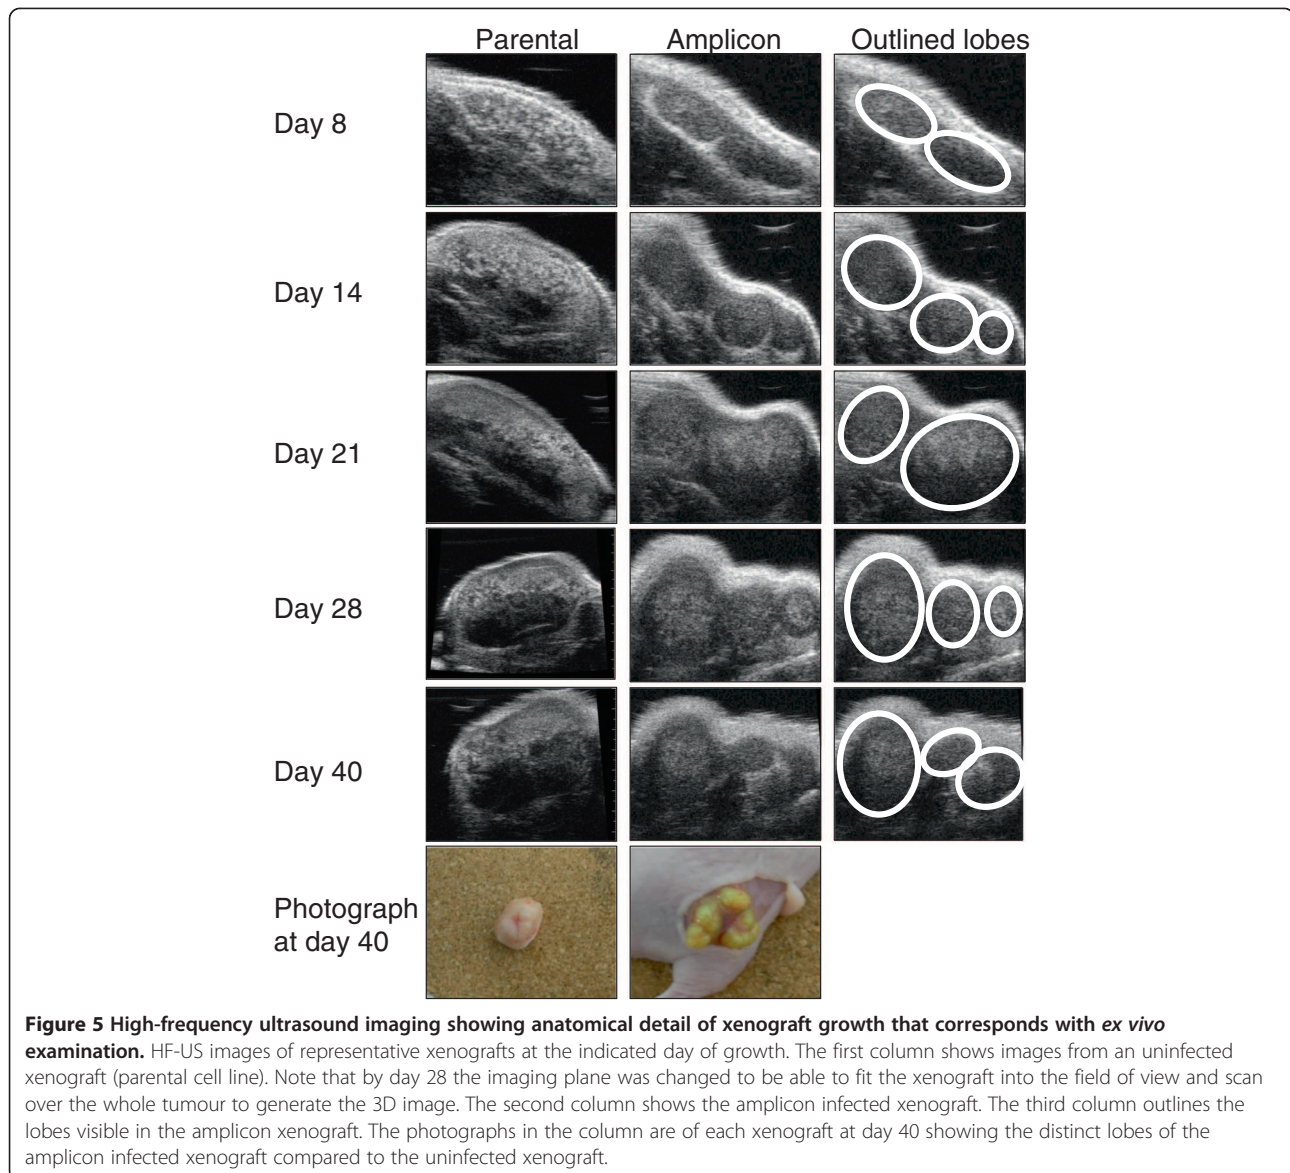 Parental Amplicon Outlined lobes
Day 8
Day 14
Day 21
Day 28
Day 40
Photograph
at day 40
Figure 5 High-frequency ultrasound imaging showing anatomical detail of xenograft growth that corresponds with ex vivo
examination. HF-US images of representative xenografts at the indicated day of growth. The first column shows images from an uninfected
xenograft (parental cell line). Note that by day 28 the imaging plane was changed to be able to fit the xenograft into the field of view and scan
over the whole tumour to generate the 3D image. The second column shows the amplicon infected xenograft. The third column outlines the
lobes visible in the amplicon xenograft. The photographs in the column are of each xenograft at day 40 showing the distinct lobes of the
amplicon infected xenograft compared to the uninfected xenograft.